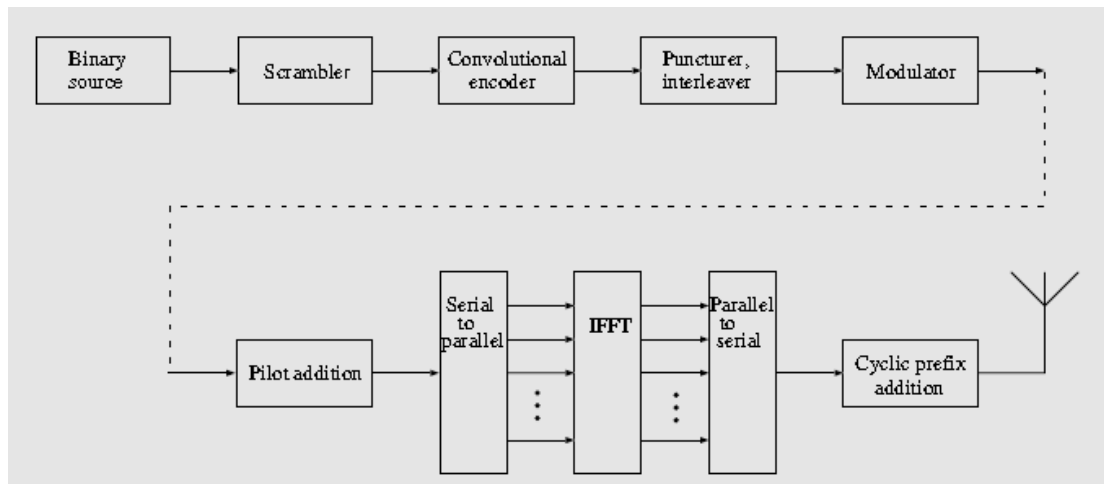 Binary
source
Scrambler
Convolutional
encoder
Puncturer,
interleaver
Modulator
Pilot addition
Serial
to
parallel
IFFT
Parallel
to
serial
Cyclic prefix
addition